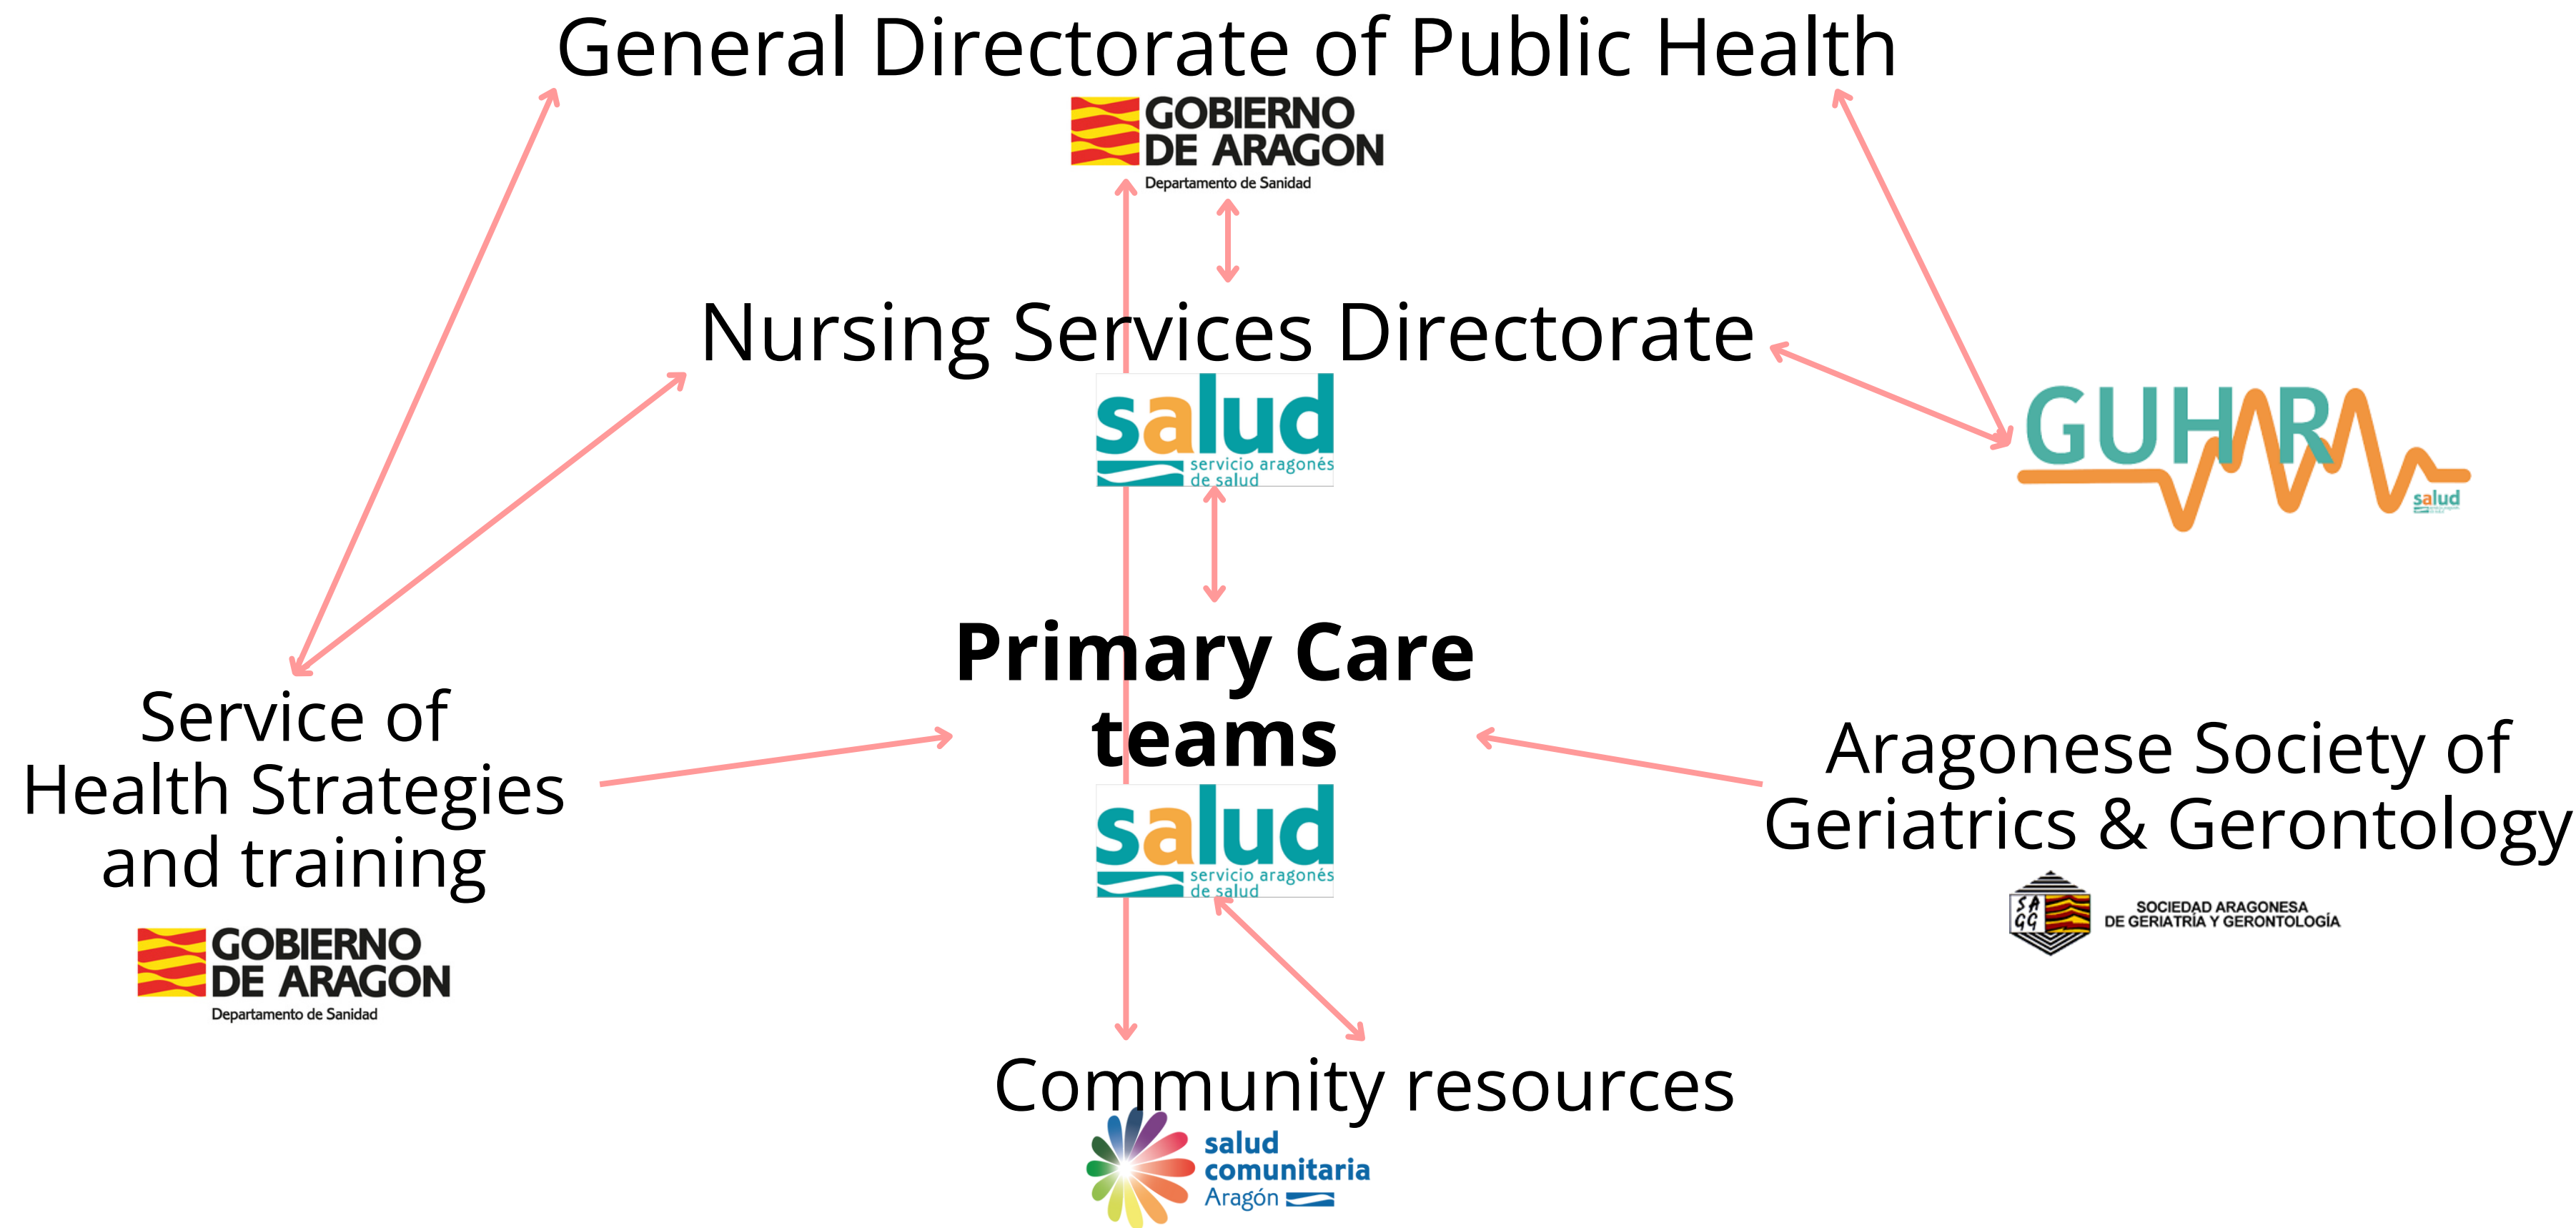 General Directorate of Public Health
GOBIERNO
DE ARAGON
Departamento de Sanidad
Nursing Services Directorate
salud
servicio aragonés
de salud
GUHARA
salud
Primary Care
teams
salud
servicio aragonés
de salud
Service of
Health Strategies
and training
GOBIERNO
DE ARAGON
Departamento de Sanidad
Aragonese Society of
Geriatrics & Gerontology
SAGG
SOCIEDAD ARAGONESA
DE GERIATRÍA Y GERONTOLOGÍA
Community resources
salud
comunitaria
Aragón